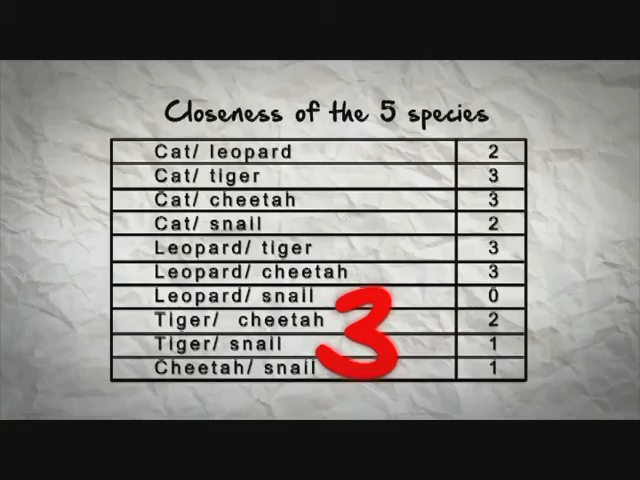 Closeness of the 5 species
Cat/ leopard 2
Cat/ tiger 3
Cat/ cheetah 3
Cat/ snail 2
Leopard/ tiger 3
Leopard/ cheetah 3
Leopard/ snail 0
Tiger/ cheetah 2
Tiger/ snail 1
Cheetah/ snail 1
3